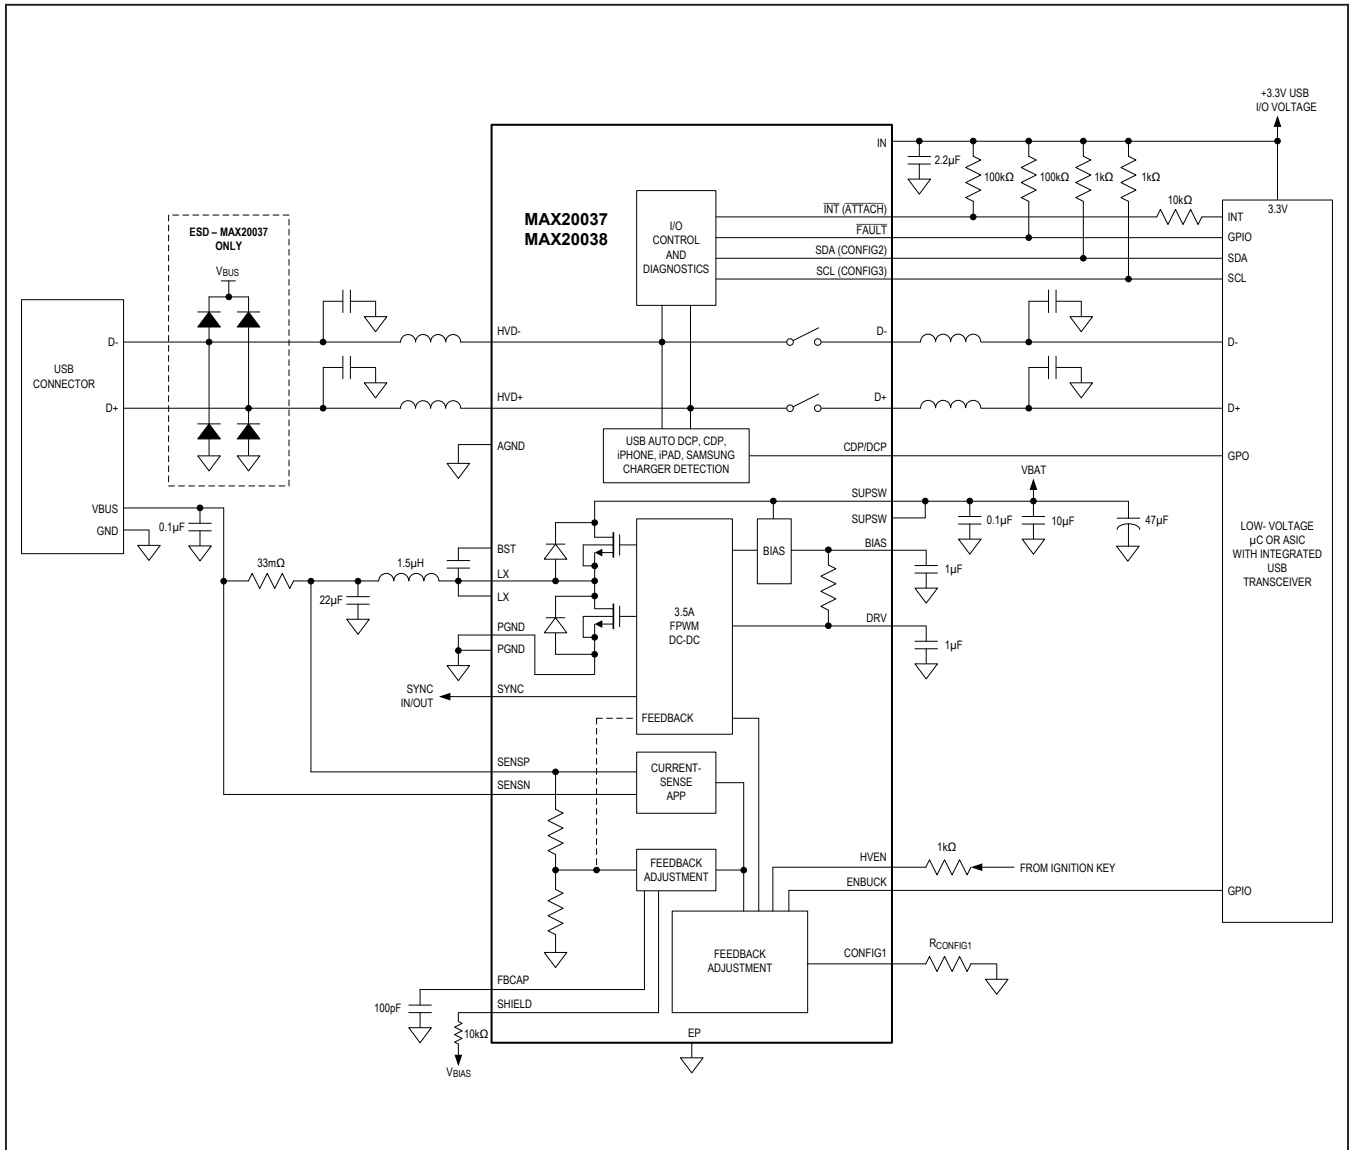 +3.3V USB
I/O VOLTAGE
IN
2.2µF
100kΩ
100kΩ
1kΩ
1kΩ
MAX20037
MAX20038
I/O
CONTROL
AND
DIAGNOSTICS
INT (ATTACH)
FAULT
SDA (CONFIG2)
SCL (CONFIG3)
10kΩ
3.3V
INT
GPIO
SDA
SCL
ESD – MAX20037
ONLY
VBUS
USB
CONNECTOR
D-
D+
VBUS
GND
HVD-
HVD+
AGND
D-
D+
D-
D+
USB AUTO DCP, CDP,
iPHONE, iPAD, SAMSUNG
CHARGER DETECTION
CDP/DCP
GPO
VBAT
SUPSW
SUPSW
0.1µF
10µF
47µF
LOW- VOLTAGE
µC OR ASIC
WITH INTEGRATED
USB
TRANSCEIVER
0.1µF
33mΩ
22µF
1.5µH
BST
LX
LX
PGND
PGND
SYNC
IN/OUT
SYNC
3.5A
FPWM
DC-DC
FEEDBACK
BIAS
BIAS
1µF
DRV
1µF
SENSP
SENSN
CURRENT-
SENSE
APP
FEEDBACK
ADJUSTMENT
HVEN
1kΩ
FROM IGNITION KEY
ENBUCK
GPIO
FEEDBACK
ADJUSTMENT
CONFIG1
RCONFIG1
FBCAP
100pF
SHIELD
10kΩ
VBIAS
EP